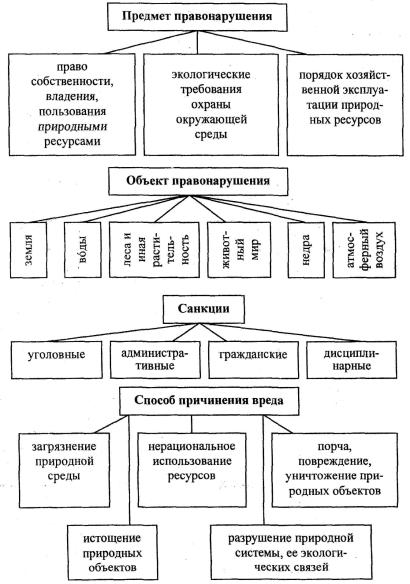 Предмет правонарушения
право
собственности,
владения,
пользования
природными
ресурсами
экологические
требования
охраны
окружающей
среды
порядок хозяйст-
венной эксплуа-
тации природ-
ных ресурсов
Объект правонарушения
земля
воды
леса и
иная
расти-
тель-
ность
живот-
ный
мир
недра
атмос-
ферный
воздух
Санкции
уголовные
администра-
тивные
гражданские
дисципли-
нарные
Способ причинения вреда
загрязнение
природной
среды
нерациональное
использование
ресурсов
порча,
повреждение,
уничтожение при-
родных объектов
истощение
природных
объектов
разрушение природной
системы, ее экологи-
ческих связей